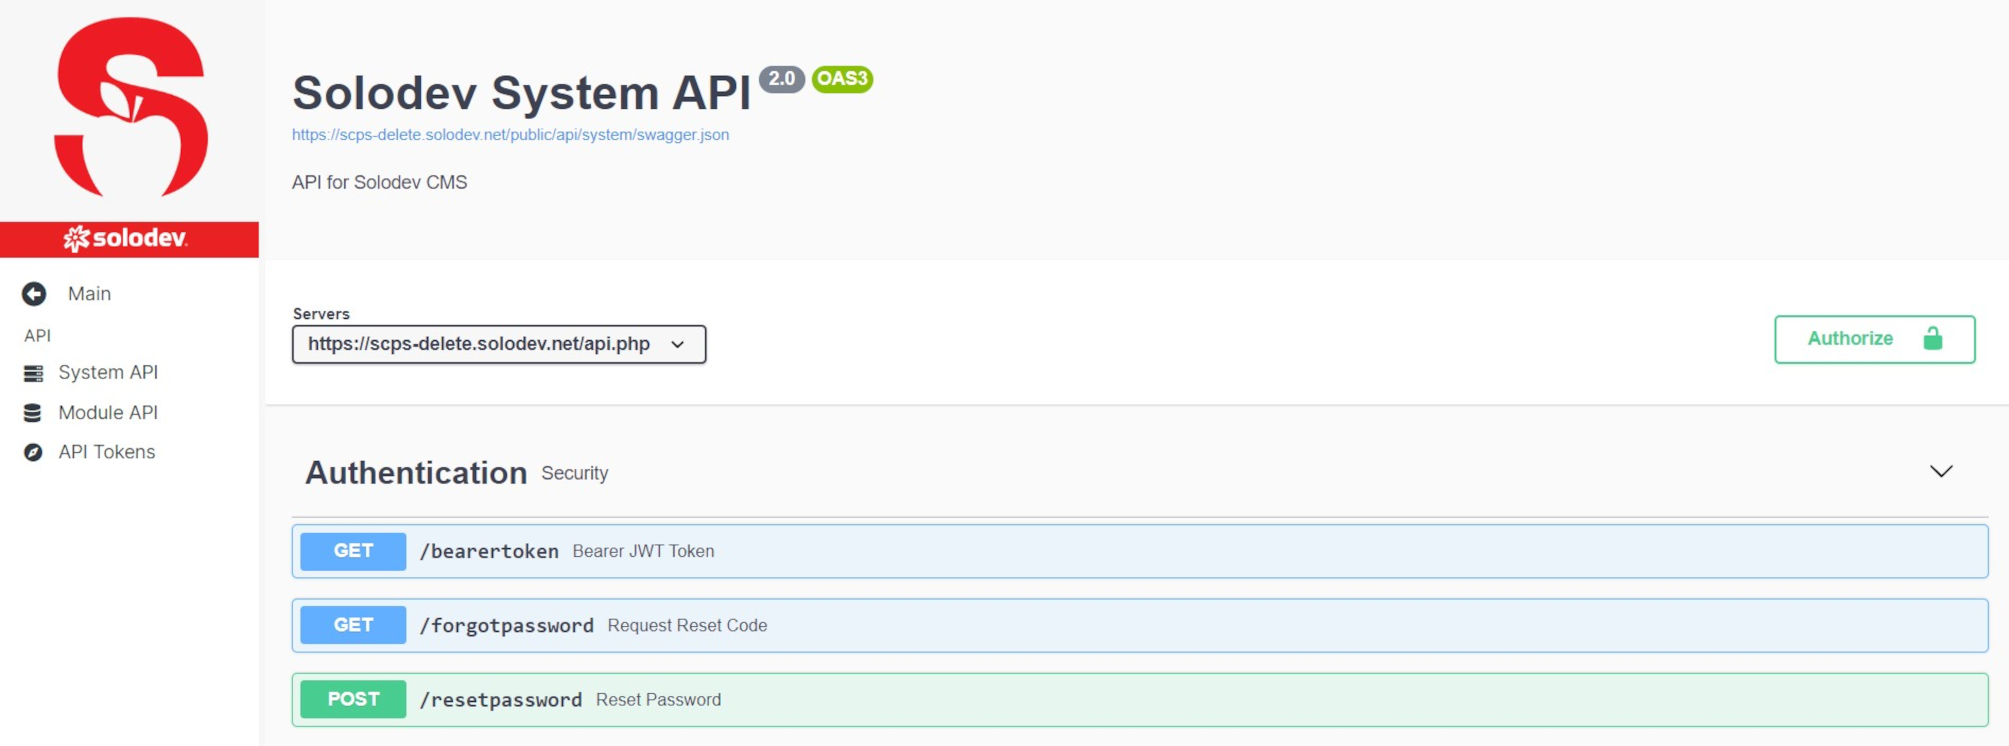 solodev
Main
API
System API
Module API
API Tokens
Solodev System API 2.0 OAS3
https://scps-delete.solodev.net/public/api/system/swagger.json
API for Solodev CMS
Servers
https://scps-delete.solodev.net/api.php
Authorize
Authentication Security
GET /bearertoken Bearer JWT Token
GET /forgotpassword Request Reset Code
POST /resetpassword Reset Password